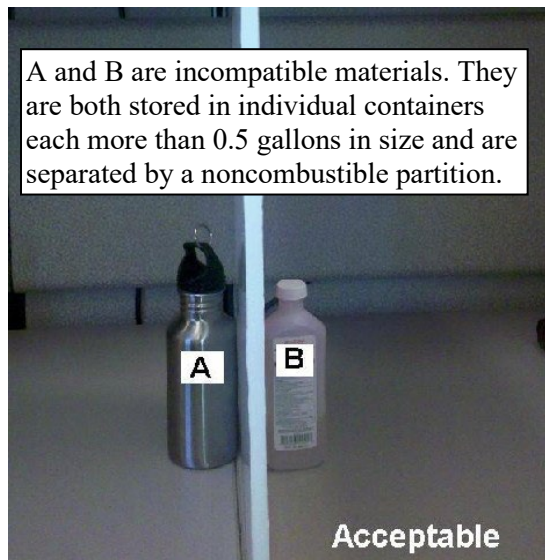 A and B are incompatible materials. They
are both stored in individual containers
each more than 0.5 gallons in size and are
separated by a noncombustible partition.
A
B
Acceptable